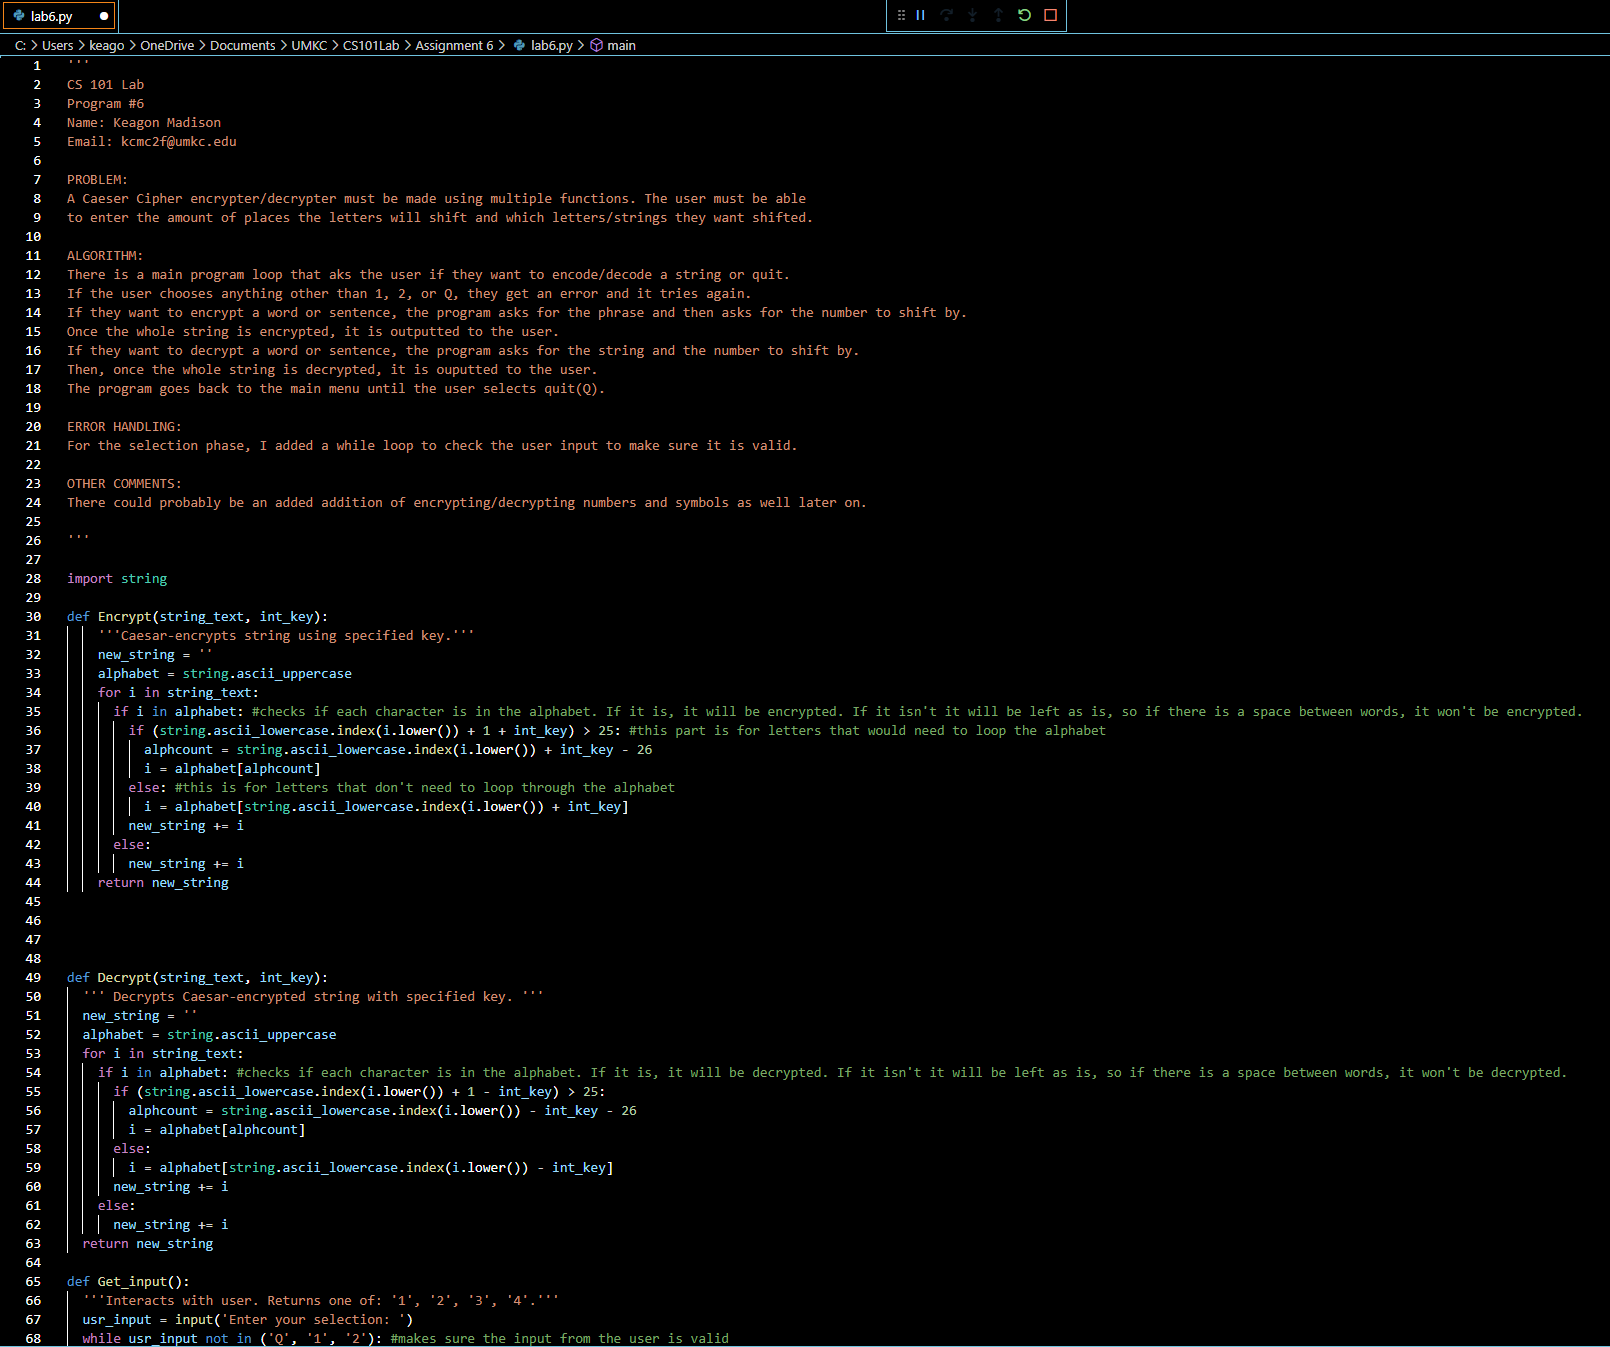 lab6.py
C: > Users > keago > OneDrive > Documents > UMKC > CS101Lab > Assignment 6 > lab6.py > main
1 '''
2 CS 101 Lab
3 Program #6
4 Name: Keagon Madison
5 Email: kcmc2f@umkc.edu
6
7 PROBLEM:
8 A Caeser Cipher encrypter/decrypter must be made using multiple functions. The user must be able
9 to enter the amount of places the letters will shift and which letters/strings they want shifted.
10
11 ALGORITHM:
12 There is a main program loop that aks the user if they want to encode/decode a string or quit.
13 If the user chooses anything other than 1, 2, or Q, they get an error and it tries again.
14 If they want to encrypt a word or sentence, the program asks for the phrase and then asks for the number to shift by.
15 Once the whole string is encrypted, it is outputted to the user.
16 If they want to decrypt a word or sentence, the program asks for the string and the number to shift by.
17 Then, once the whole string is decrypted, it is ouputted to the user.
18 The program goes back to the main menu until the user selects quit(Q).
19
20 ERROR HANDLING:
21 For the selection phase, I added a while loop to check the user input to make sure it is valid.
22
23 OTHER COMMENTS:
24 There could probably be an added addition of encrypting/decrypting numbers and symbols as well later on.
25
26 '''
27
28 import string
29
30 def Encrypt(string_text, int_key):
31     '''Caesar-encrypts string using specified key.'''
32     new_string = ''
33     alphabet = string.ascii_uppercase
34     for i in string_text:
35       if i in alphabet: #checks if each character is in the alphabet. If it is, it will be encrypted. If it isn't it will be left as is, so if there is a space between words, it won't be encrypted.
36         if (string.ascii_lowercase.index(i.lower()) + 1 + int_key) > 25: #this part is for letters that would need to loop the alphabet
37           alphcount = string.ascii_lowercase.index(i.lower()) + int_key - 26
38           i = alphabet[alphcount]
39         else: #this is for letters that don't need to loop through the alphabet
40           i = alphabet[string.ascii_lowercase.index(i.lower()) + int_key]
41         new_string += i
42       else:
43         new_string += i
44     return new_string
45
46
47
48
49 def Decrypt(string_text, int_key):
50   ''' Decrypts Caesar-encrypted string with specified key. '''
51   new_string = ''
52   alphabet = string.ascii_uppercase
53   for i in string_text:
54     if i in alphabet: #checks if each character is in the alphabet. If it is, it will be decrypted. If it isn't it will be left as is, so if there is a space between words, it won't be decrypted.
55       if (string.ascii_lowercase.index(i.lower()) + 1 - int_key) > 25:
56         alphcount = string.ascii_lowercase.index(i.lower()) - int_key - 26
57         i = alphabet[alphcount]
58       else:
59         i = alphabet[string.ascii_lowercase.index(i.lower()) - int_key]
60       new_string += i
61     else:
62       new_string += i
63   return new_string
64
65 def Get_input():
66   '''Interacts with user. Returns one of: '1', '2', '3', '4'.'''
67   usr_input = input('Enter your selection: ')
68   while usr_input not in ('Q', '1', '2'): #makes sure the input from the user is valid